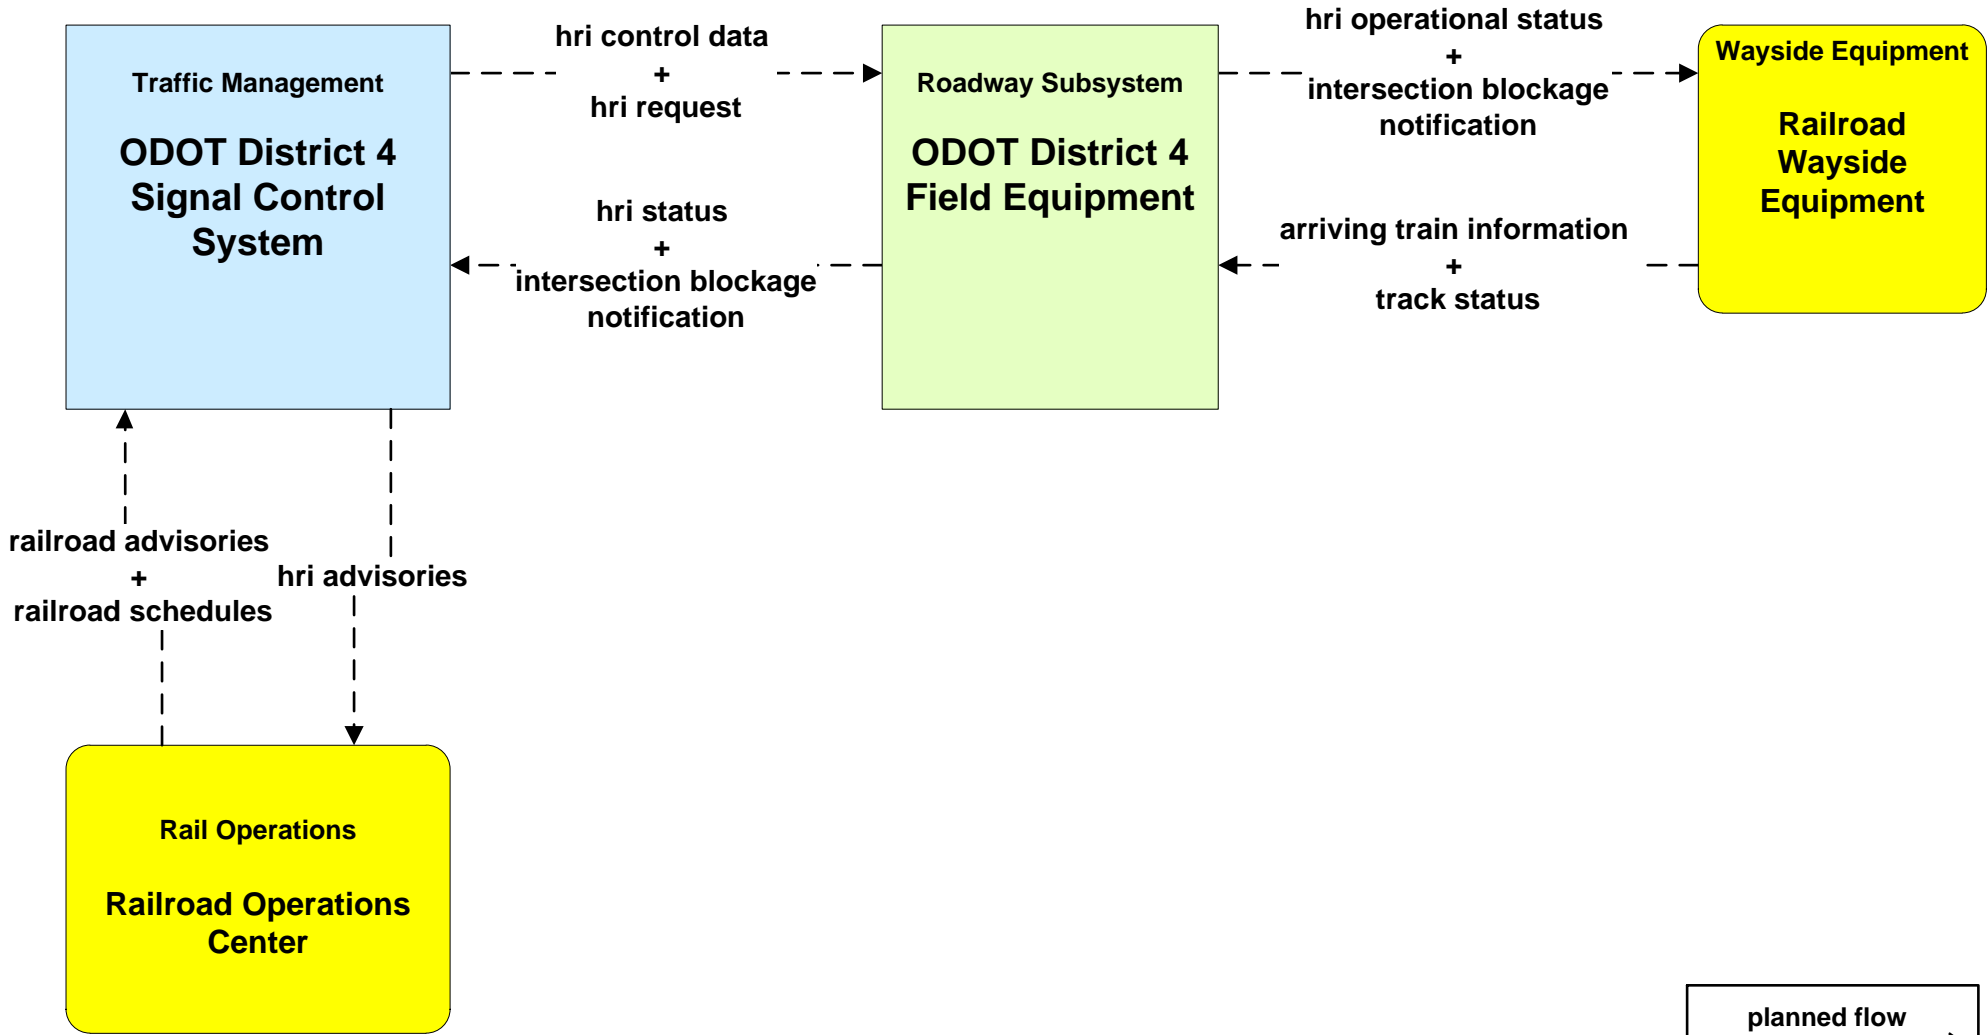 Traffic Management
ODOT District 4
Signal Control
System
hri control data
+
hri request
hri status
+
intersection blockage
notification
Roadway Subsystem
ODOT District 4
Field Equipment
hri operational status
+
intersection blockage
notification
arriving train information
+
track status
Wayside Equipment
Railroad
Wayside
Equipment
railroad advisories
+
railroad schedules
hri advisories
Rail Operations
Railroad Operations
Center
planned flow